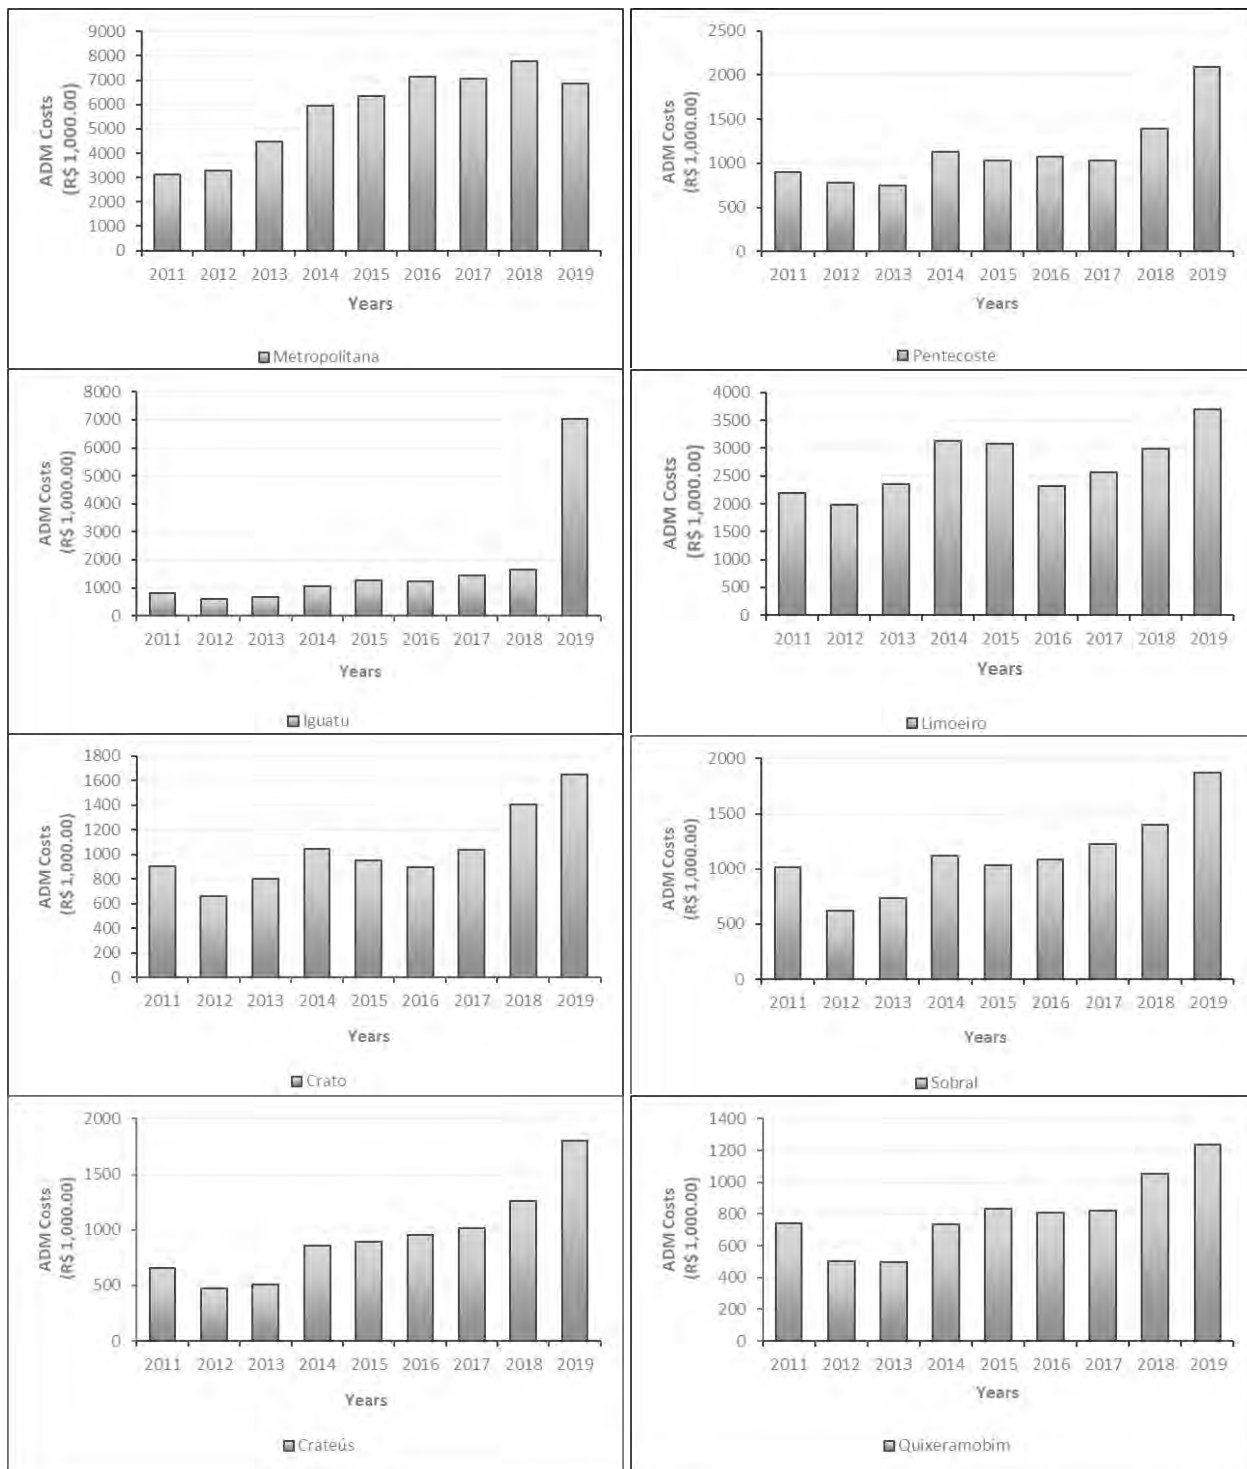 9000
8000
7000
6000
5000
4000
3000
2000
1000
0
ADM Costs
(R$ 1,000.00)
2011 2012 2013 2014 2015 2016 2017 2018 2019
Years
Metropolitana
2500
2000
1500
1000
500
0
ADM Costs
(R$ 1,000.00)
2011 2012 2013 2014 2015 2016 2017 2018 2019
Years
Pentecoste
8000
7000
6000
5000
4000
3000
2000
1000
0
ADM Costs
(R$ 1,000.00)
2011 2012 2013 2014 2015 2016 2017 2018 2019
Years
Iguatu
4000
3500
3000
2500
2000
1500
1000
500
0
ADM Costs
(R$ 1,000.00)
2011 2012 2013 2014 2015 2016 2017 2018 2019
Years
Limoeiro
1800
1600
1400
1200
1000
800
600
400
200
0
ADM Costs
(R$ 1,000.00)
2011 2012 2013 2014 2015 2016 2017 2018 2019
Years
Crato
2000
1500
1000
500
0
ADM Costs
(R$ 1,000.00)
2011 2012 2013 2014 2015 2016 2017 2018 2019
Years
Sobral
2000
1500
1000
500
0
ADM Costs
(R$ 1,000.00)
2011 2012 2013 2014 2015 2016 2017 2018 2019
Years
Crateús
1400
1200
1000
800
600
400
200
0
ADM Costs
(R$ 1,000.00)
2011 2012 2013 2014 2015 2016 2017 2018 2019
Years
Quixeramobim